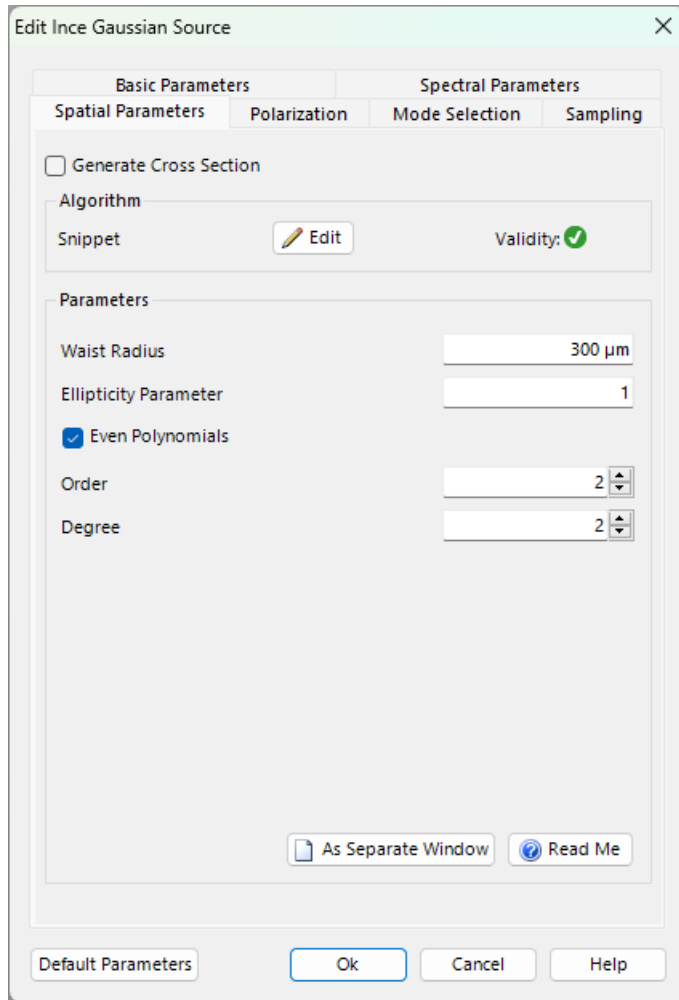 Edit Ince Gaussian Source
Basic Parameters Spectral Parameters
Spatial Parameters Polarization Mode Selection Sampling
Generate Cross Section
Algorithm
Snippet Edit Validity:
Parameters
Waist Radius 300 µm
Ellipticity Parameter 1
Even Polynomials
Order 2
Degree 2
As Separate Window Read Me
Default Parameters Ok Cancel Help